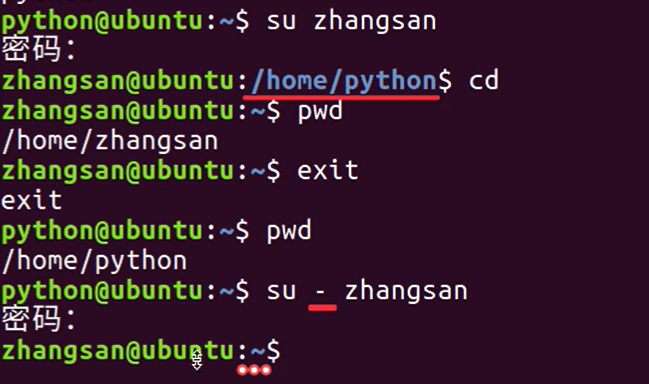 python@ubuntu:~$ su zhangsan
密码：
zhangsan@ubuntu:/home/python$ cd
zhangsan@ubuntu:~$ pwd
/home/zhangsan
zhangsan@ubuntu:~$ exit
exit
python@ubuntu:~$ pwd
/home/python
python@ubuntu:~$ su - zhangsan
密码：
zhangsan@ubuntu:~$